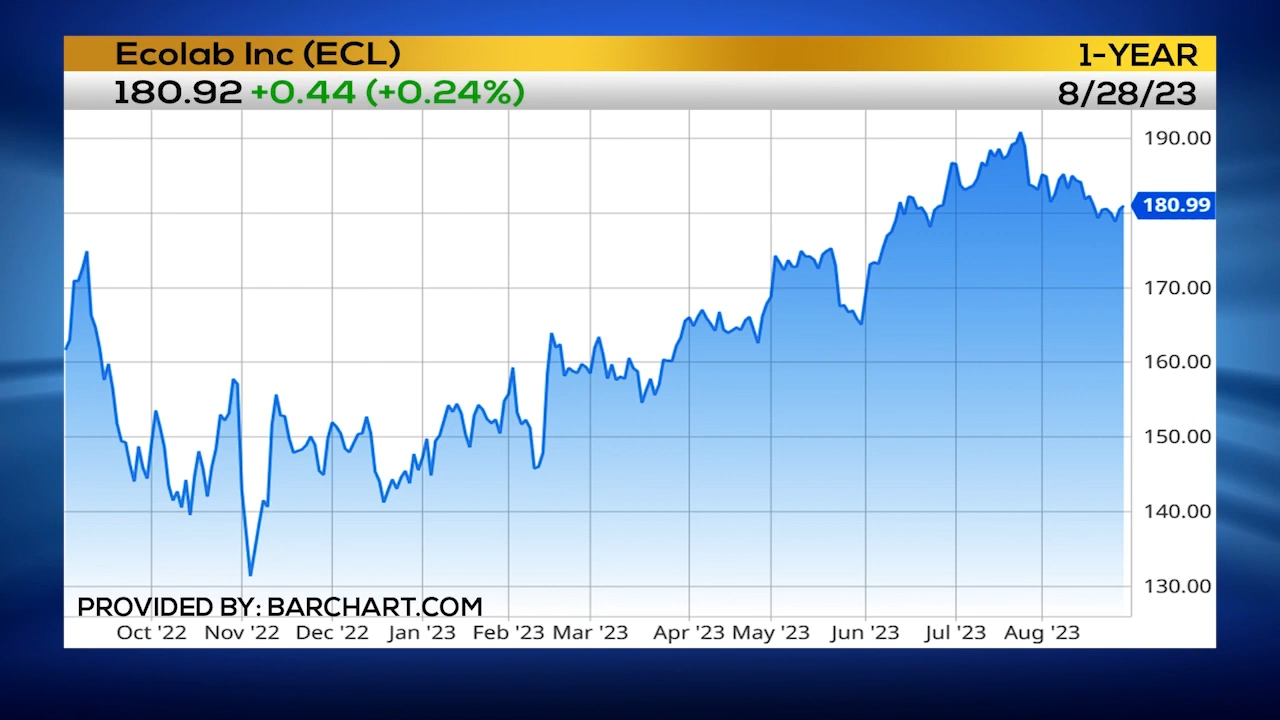 Ecolab Inc (ECL) 1-YEAR
180.92 +0.44 (+0.24%) 8/28/23
190.00
180.99
170.00
160.00
150.00
140.00
130.00
PROVIDED BY: BARCHART.COM
Oct '22 Nov '22 Dec '22 Jan '23 Feb '23 Mar '23 Apr '23 May '23 Jun '23 Jul '23 Aug '23